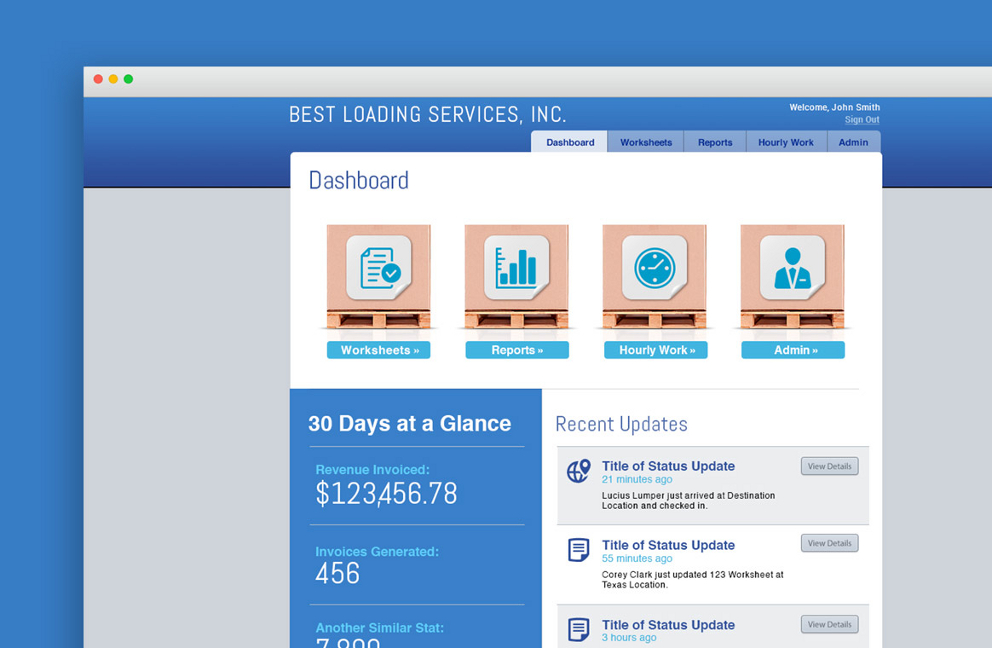 BEST LOADING SERVICES, INC.
Welcome, John Smith
Sign Out
Dashboard
Worksheets
Reports
Hourly Work
Admin
Dashboard
Worksheets »
Reports »
Hourly Work »
Admin »
30 Days at a Glance
Revenue Invoiced:
$123,456.78
Invoices Generated:
456
Another Similar Stat:
7,890
Recent Updates
Title of Status Update
View Details
21 minutes ago
Lucius Lumper just arrived at Destination
Location and checked in.
Title of Status Update
View Details
55 minutes ago
Corey Clark just updated 123 Worksheet at
Texas Location.
Title of Status Update
View Details
3 hours ago